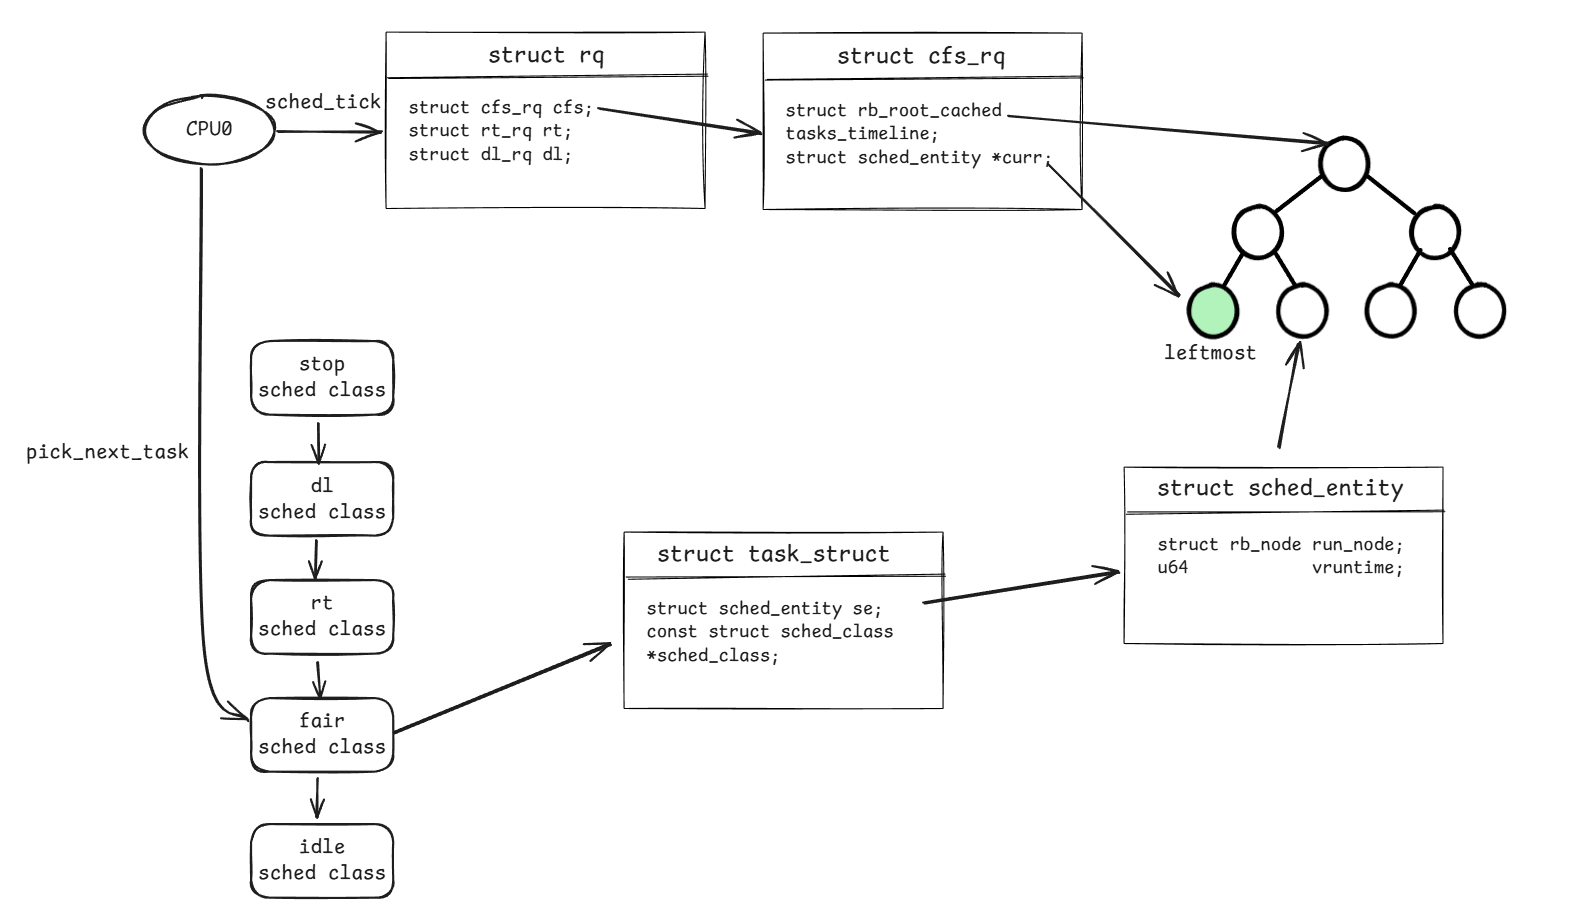 struct rq
struct cfs_rq
sched_tick
CPU0
struct cfs_rq cfs;
struct rt_rq rt;
struct dl_rq dl;
struct rb_root_cached
tasks_timeline;
struct sched_entity *curr;
leftmost
stop
sched class
pick_next_task
dl
sched class
rt
sched class
fair
sched class
idle
sched class
struct task_struct
struct sched_entity se;
const struct sched_class
*sched_class;
struct sched_entity
struct rb_node run_node;
u64 vruntime;